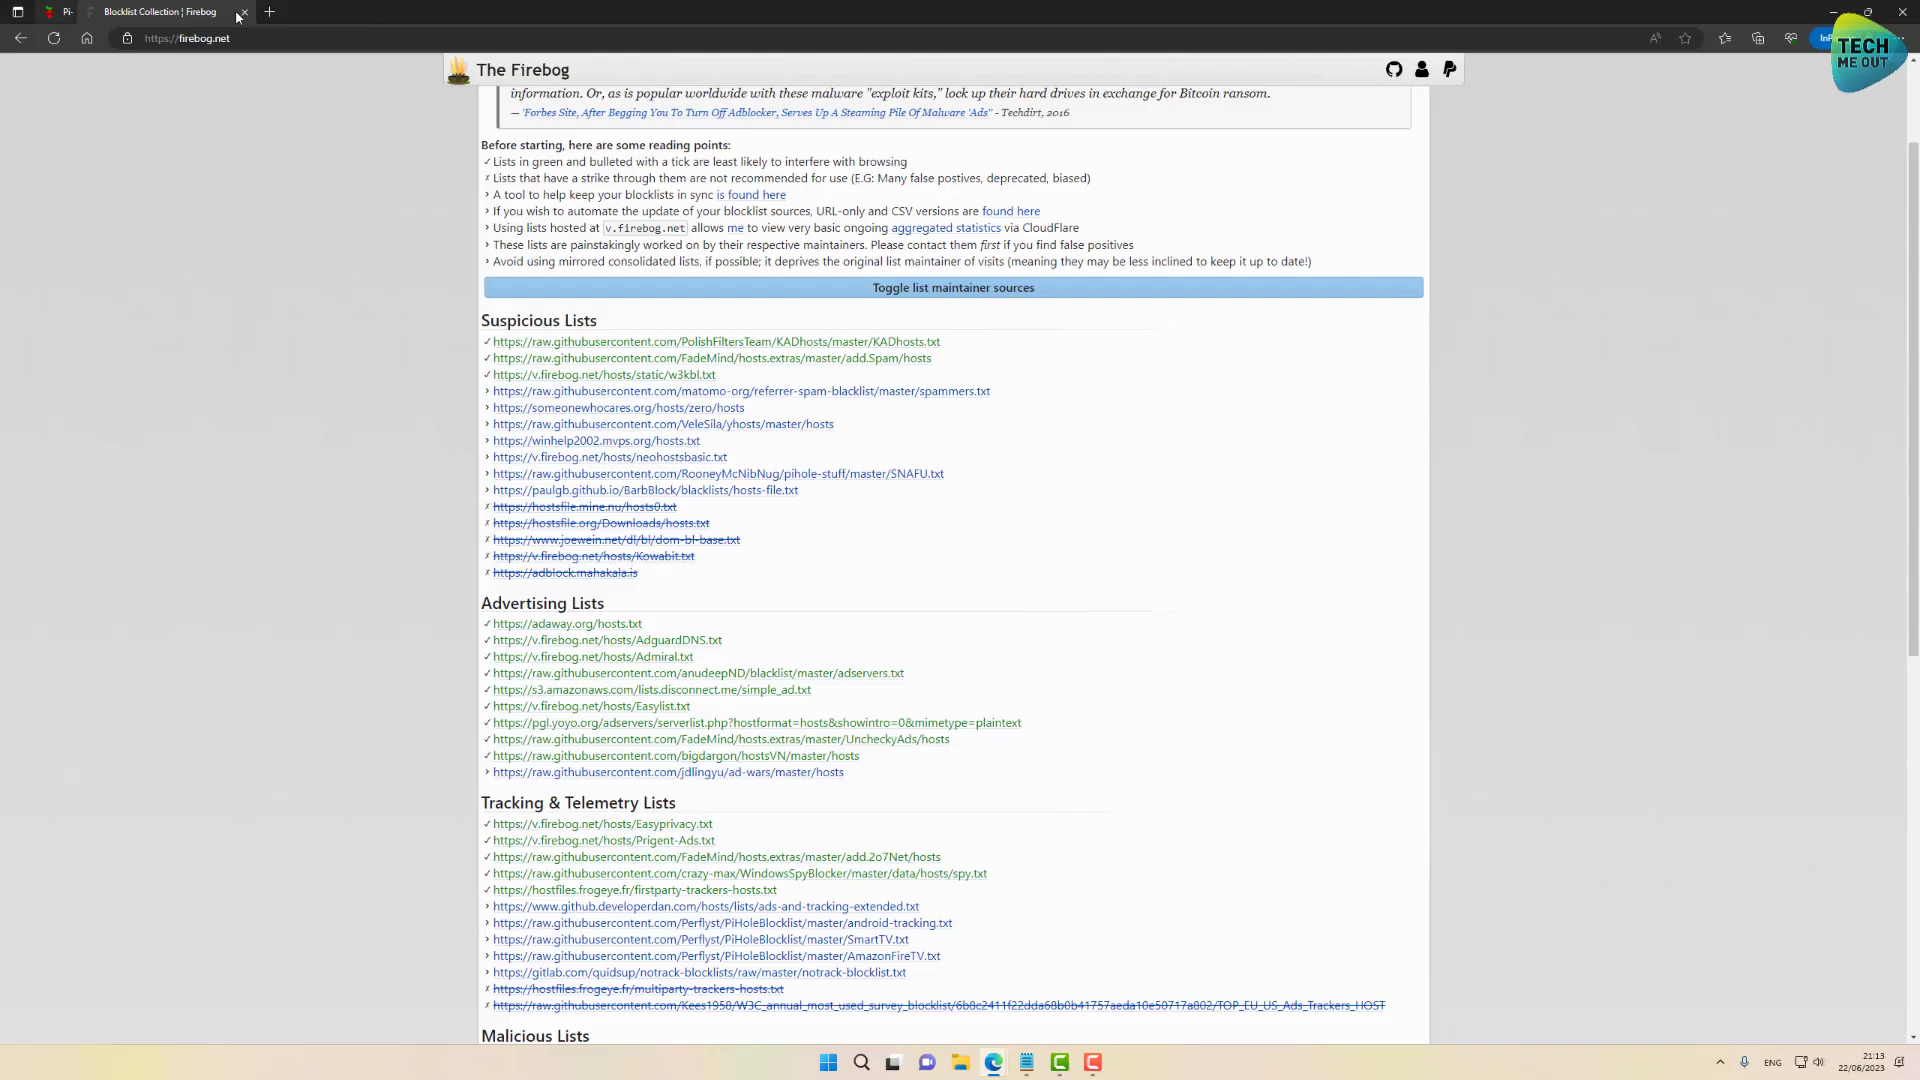 Pi-
Blocklist Collection | Firebog
https://firebog.net
TECH
ME OUT
The Firebog
information. Or, as is popular worldwide with these malware "exploit kits," lock up their hard drives in exchange for Bitcoin ransom.
— 'Forbes Site, After Begging You To Turn Off Adblocker, Serves Up A Steaming Pile Of Malware 'Ads'' - Techdirt, 2016
Before starting, here are some reading points:
✓ Lists in green and bulleted with a tick are least likely to interfere with browsing
✗ Lists that have a strike through them are not recommended for use (E.G: Many false postives, deprecated, biased)
› A tool to help keep your blocklists in sync is found here
› If you wish to automate the update of your blocklist sources, URL-only and CSV versions are found here
› Using lists hosted at v.firebog.net allows me to view very basic ongoing aggregated statistics via CloudFlare
› These lists are painstakingly worked on by their respective maintainers. Please contact them first if you find false positives
› Avoid using mirrored consolidated lists, if possible; it deprives the original list maintainer of visits (meaning they may be less inclined to keep it up to date!)
Toggle list maintainer sources
Suspicious Lists
✓ https://raw.githubusercontent.com/PolishFiltersTeam/KADhosts/master/KADhosts.txt
✓ https://raw.githubusercontent.com/FadeMind/hosts.extras/master/add.Spam/hosts
✓ https://v.firebog.net/hosts/static/w3kbl.txt
› https://raw.githubusercontent.com/matomo-org/referrer-spam-blacklist/master/spammers.txt
› https://someonewhocares.org/hosts/zero/hosts
› https://raw.githubusercontent.com/VeleSila/yhosts/master/hosts
› https://winhelp2002.mvps.org/hosts.txt
› https://v.firebog.net/hosts/neohostsbasic.txt
› https://raw.githubusercontent.com/RooneyMcNibNug/pihole-stuff/master/SNAFU.txt
› https://paulgb.github.io/BarbBlock/blacklists/hosts-file.txt
✗ https://hostsfile.mine.nu/hosts0.txt
✗ https://hostsfile.org/Downloads/hosts.txt
✗ https://www.joewein.net/dl/bl/dom-bl-base.txt
✗ https://v.firebog.net/hosts/Kowabit.txt
✗ https://adblock.mahakala.is
Advertising Lists
✓ https://adaway.org/hosts.txt
✓ https://v.firebog.net/hosts/AdguardDNS.txt
✓ https://v.firebog.net/hosts/Admiral.txt
✓ https://raw.githubusercontent.com/anudeepND/blacklist/master/adservers.txt
✓ https://s3.amazonaws.com/lists.disconnect.me/simple_ad.txt
✓ https://v.firebog.net/hosts/Easylist.txt
✓ https://pgl.yoyo.org/adservers/serverlist.php?hostformat=hosts&showintro=0&mimetype=plaintext
✓ https://raw.githubusercontent.com/FadeMind/hosts.extras/master/UncheckyAds/hosts
✓ https://raw.githubusercontent.com/bigdargon/hostsVN/master/hosts
› https://raw.githubusercontent.com/jdlingyu/ad-wars/master/hosts
Tracking & Telemetry Lists
✓ https://v.firebog.net/hosts/Easyprivacy.txt
✓ https://v.firebog.net/hosts/Prigent-Ads.txt
✓ https://raw.githubusercontent.com/FadeMind/hosts.extras/master/add.2o7Net/hosts
✓ https://raw.githubusercontent.com/crazy-max/WindowsSpyBlocker/master/data/hosts/spy.txt
✓ https://hostfiles.frogeye.fr/firstparty-trackers-hosts.txt
› https://www.github.developerdan.com/hosts/lists/ads-and-tracking-extended.txt
› https://raw.githubusercontent.com/Perflyst/PiHoleBlocklist/master/android-tracking.txt
› https://raw.githubusercontent.com/Perflyst/PiHoleBlocklist/master/SmartTV.txt
› https://raw.githubusercontent.com/Perflyst/PiHoleBlocklist/master/AmazonFireTV.txt
› https://gitlab.com/quidsup/notrack-blocklists/raw/master/notrack-blocklist.txt
✗ https://hostfiles.frogeye.fr/multiparty-trackers-hosts.txt
✗ https://raw.githubusercontent.com/Kees1958/W3C_annual_most_used_survey_blocklist/6b8c2411f22dda68b0b41757aeda10e50717a802/TOP_EU_US_Ads_Trackers_HOST
Malicious Lists
ENG
21:13
22/06/2023